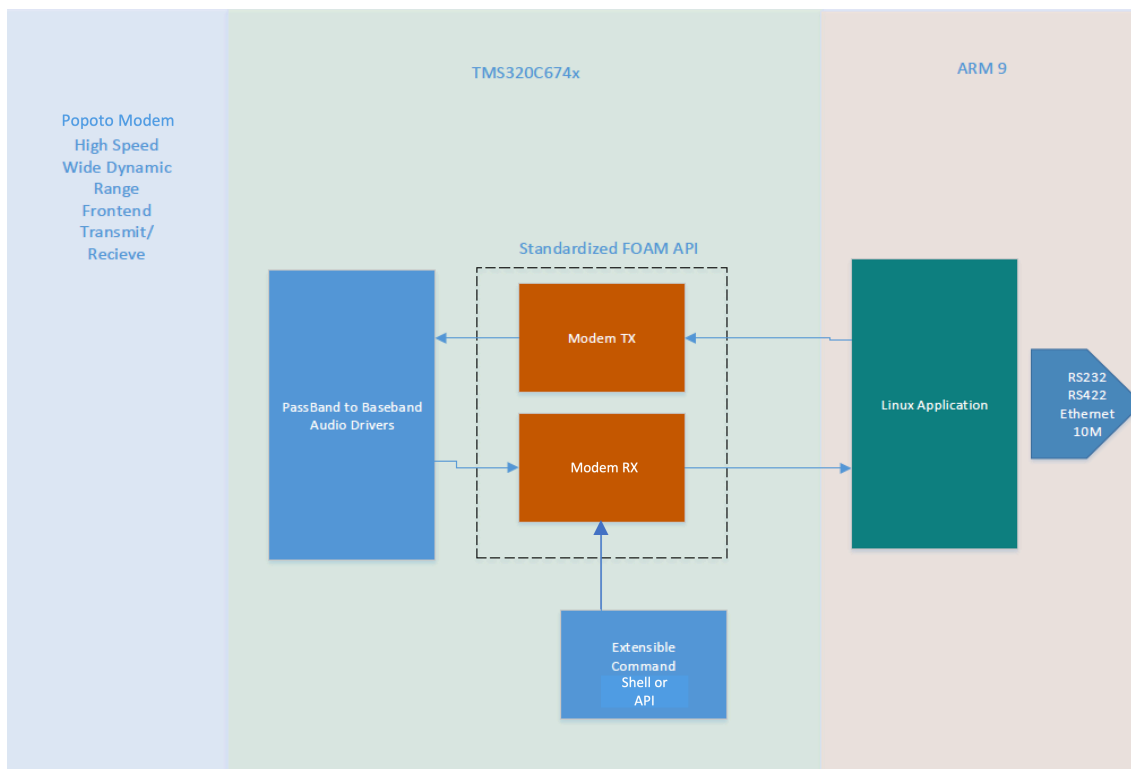 TMS320C674x
ARM 9
Popoto Modem
High Speed
Wide Dynamic
Range
Frontend
Transmit/
Recieve
Standardized FOAM API
Modem TX
PassBand to Baseband
Audio Drivers
Modem RX
Linux Application
RS232
RS422
Ethernet
10M
Extensible
Command
Shell or
API